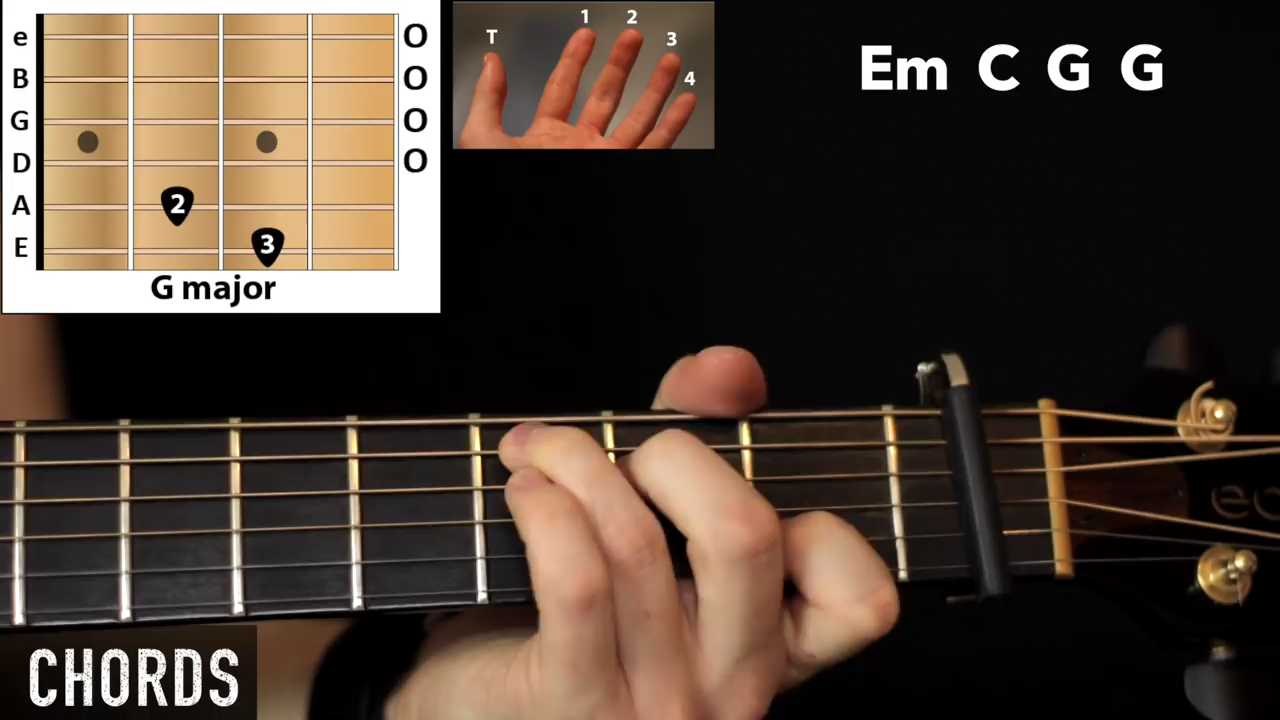 e O
B O
G O
D O
A 2
E 3
G major
T 1 2 3 4
Em C G G
CHORDS